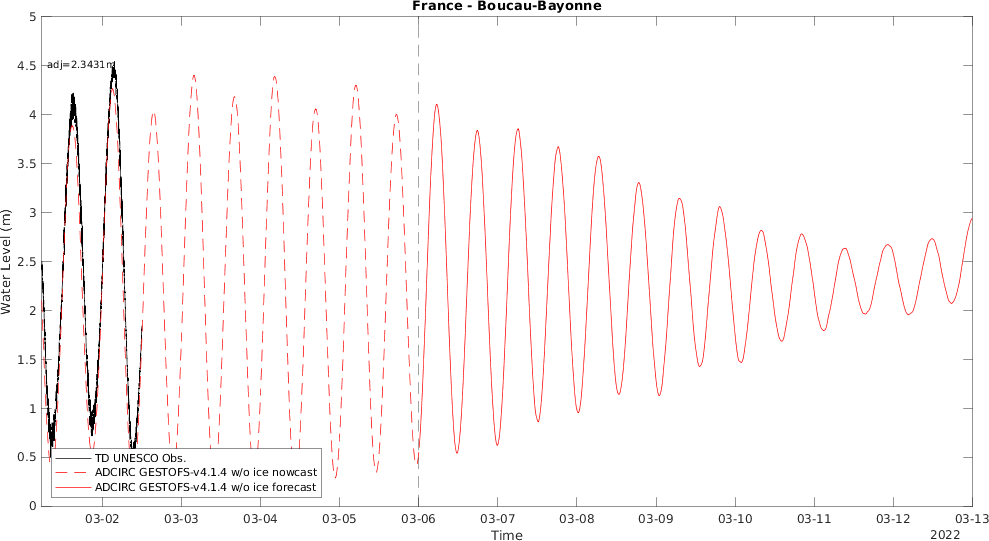 France - Boucau-Bayonne
5
4.5
4
3.5
3
2.5
2
1.5
1
0.5
0
Water Level (m)
adj=2.3431m
TD UNESCO Obs.
ADCIRC GESTOFS-v4.1.4 w/o ice nowcast
ADCIRC GESTOFS-v4.1.4 w/o ice forecast
03-02 03-03 03-04 03-05 03-06 03-07 03-08 03-09 03-10 03-11 03-12 03-13
Time
2022